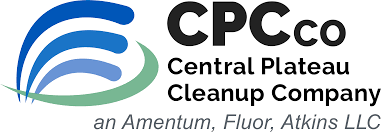 CPCco
Central Plateau
Cleanup Company
an Amentum, Fluor, Atkins LLC